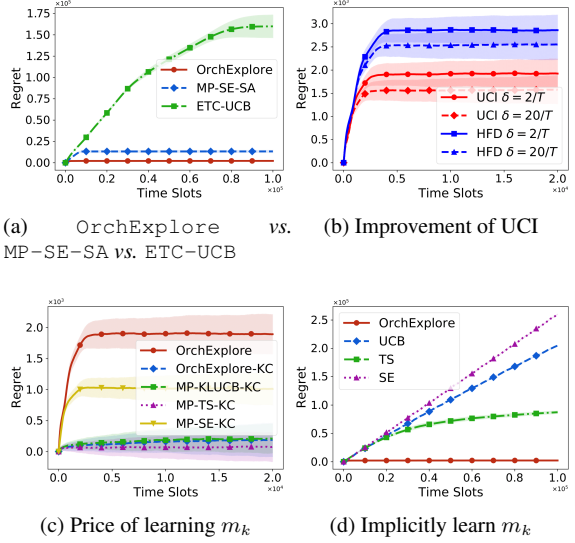 ×10⁵
1.75
1.50
1.25
1.00
0.75
0.50
0.25
0.00
Regret
OrchExplore
MP-SE-SA
ETC-UCB
0.0 0.2 0.4 0.6 0.8 1.0
Time Slots ×10⁵
(a) OrchExplore vs.
MP-SE-SA vs. ETC-UCB
3.0
2.5
2.0
1.5
1.0
0.5
0.0
Regret
UCI δ = 2/T
UCI δ = 20/T
HFD δ = 2/T
HFD δ = 20/T
0.0 0.5 1.0 1.5 2.0
Time Slots ×10⁴
(b) Improvement of UCI
×10³
2.0
1.5
1.0
0.5
0.0
Regret
OrchExplore
OrchExplore-KC
MP-KLUCB-KC
MP-TS-KC
MP-SE-KC
0.0 0.5 1.0 1.5 2.0
Time Slots ×10⁴
(c) Price of learning mₖ
×10⁵
2.5
2.0
1.5
1.0
0.5
0.0
Regret
OrchExplore
UCB
TS
SE
0.0 0.2 0.4 0.6 0.8 1.0
Time Slots ×10⁵
(d) Implicitly learn mₖ